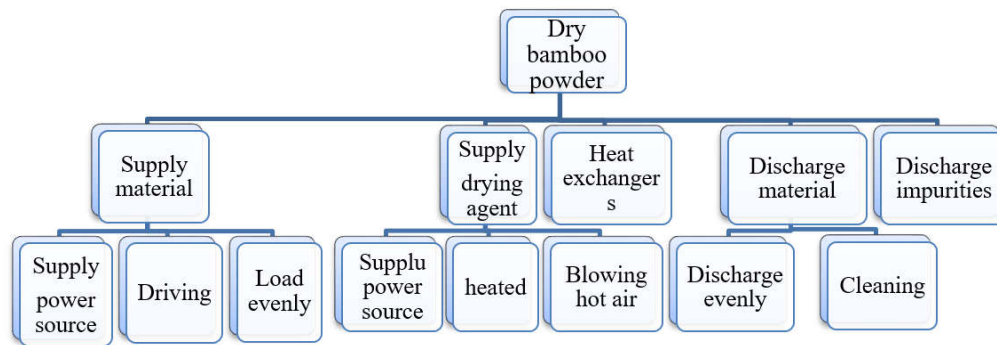 Dry
bamboo
powder
Supply
material
Supply
drying
agent
Heat
exchanger
s
Discharge
material
Discharge
impurities
Supply
power
source
Driving
Load
evenly
Supplu
power
source
heated
Blowing
hot air
Discharge
evenly
Cleaning